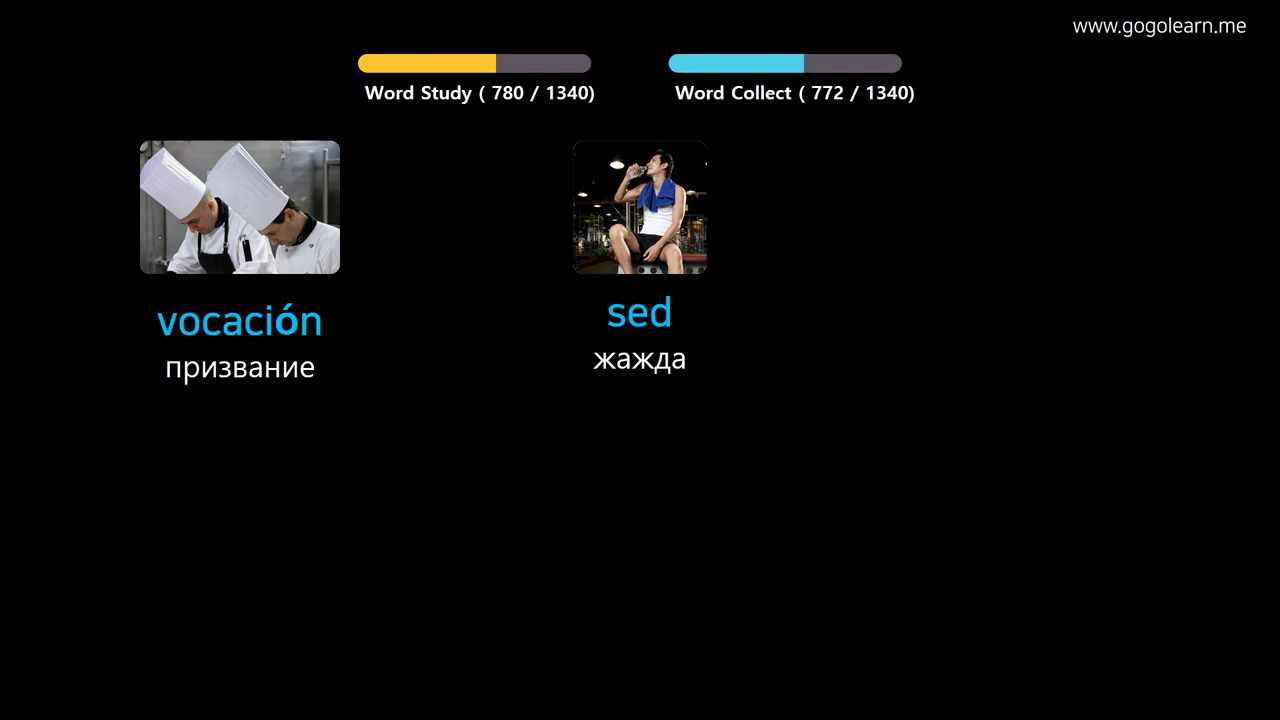 www.gogolearn.me
Word Study ( 780 / 1340)
Word Collect ( 772 / 1340)
vocación
призвание
sed
жажда